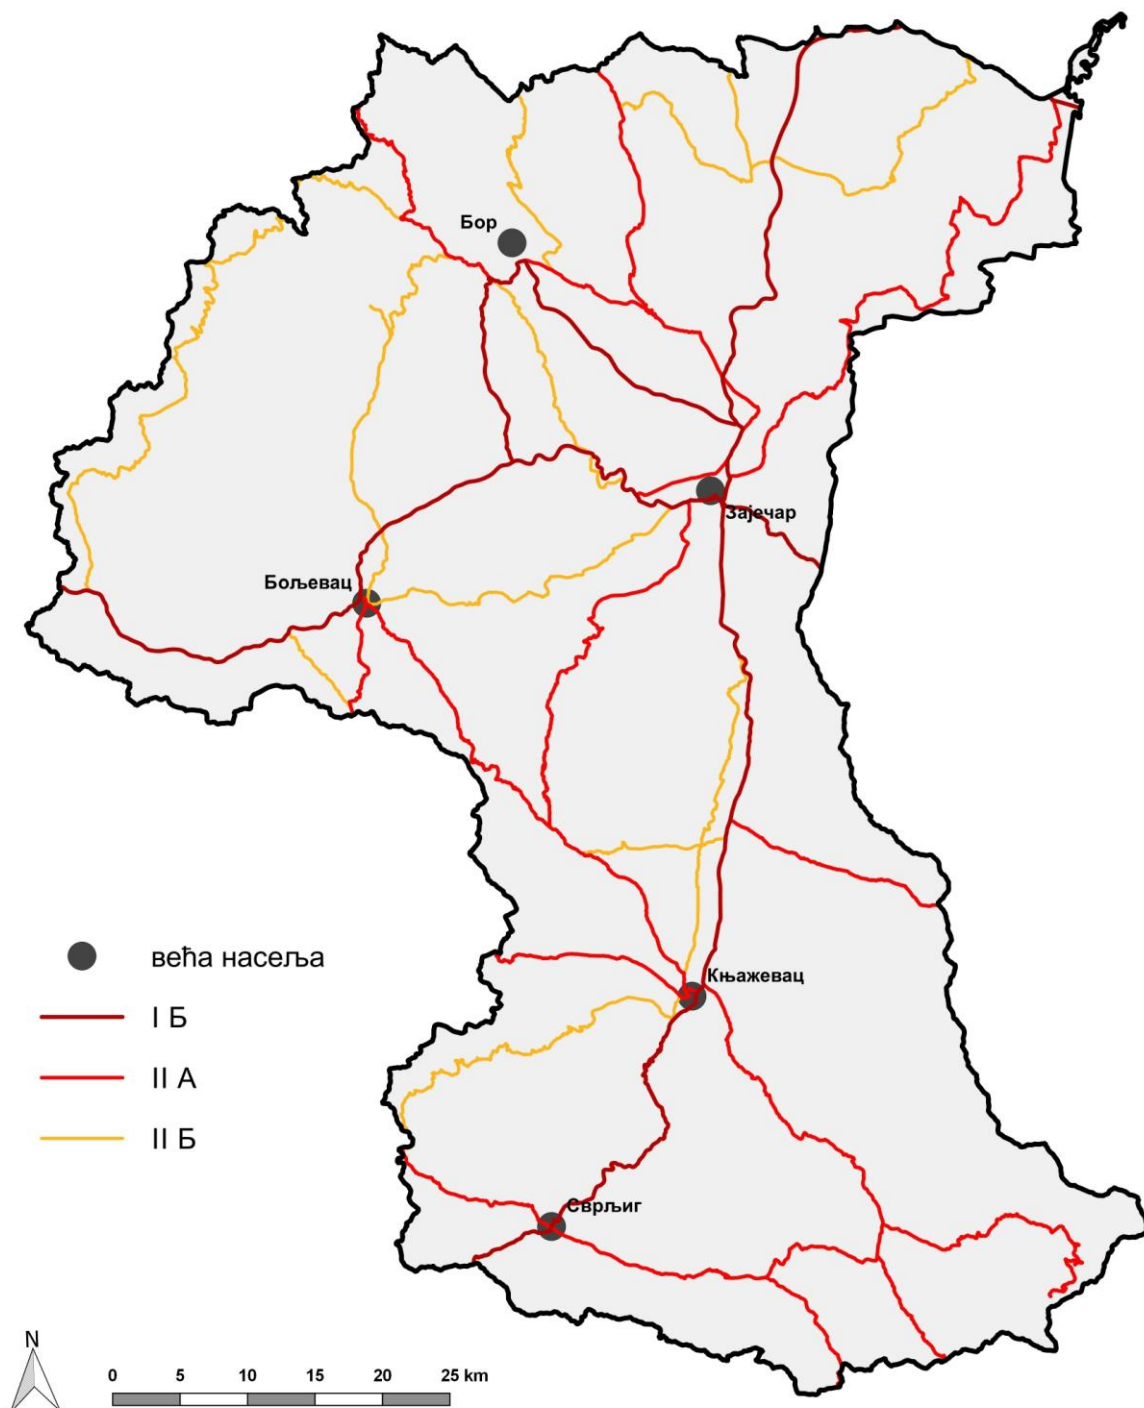 Бор
Зајечар
Бољевац
Књажевац
Сврљиг
већа насеља
I Б
II А
II Б
N
0 5 10 15 20 25 km